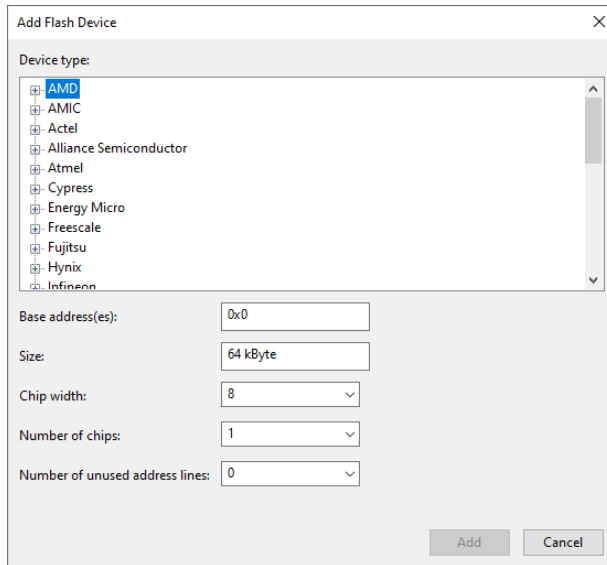 Add Flash Device
Device type:
AMD
AMIC
Actel
Alliance Semiconductor
Atmel
Cypress
Energy Micro
Freescale
Fujitsu
Hynix
Infineon
Base address(es): 0x0
Size: 64 kByte
Chip width: 8
Number of chips: 1
Number of unused address lines: 0
Add Cancel